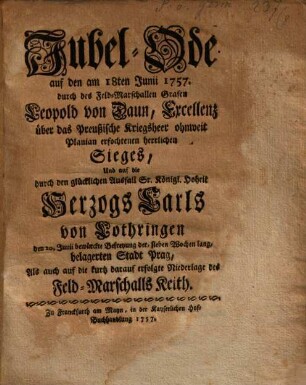 Jubel-Ode
auf den am 18ten Junii 1757.
durch des Feld-Marschallen Grafen
Leopold von Daun, Excellenz
über das Preußische Kriegsheer ohnweit
Planian erfochtenen herrlichen
Sieges,
Und auf die
durch den glücklichen Ausfall Sr. Königl. Hoheit
Herzogs Carls
von Lothringen
den 20. Junii bewürckte Befreyung der, sieben Wochen lang,
belagerten Stadt Prag,
Als auch auf die kurtz darauf erfolgte Niederlage des
Feld-Marschalls Keith.
Zu Franckfurth am Mayn, in der Kayserlichen Hof-
Buchhandlung 1757.